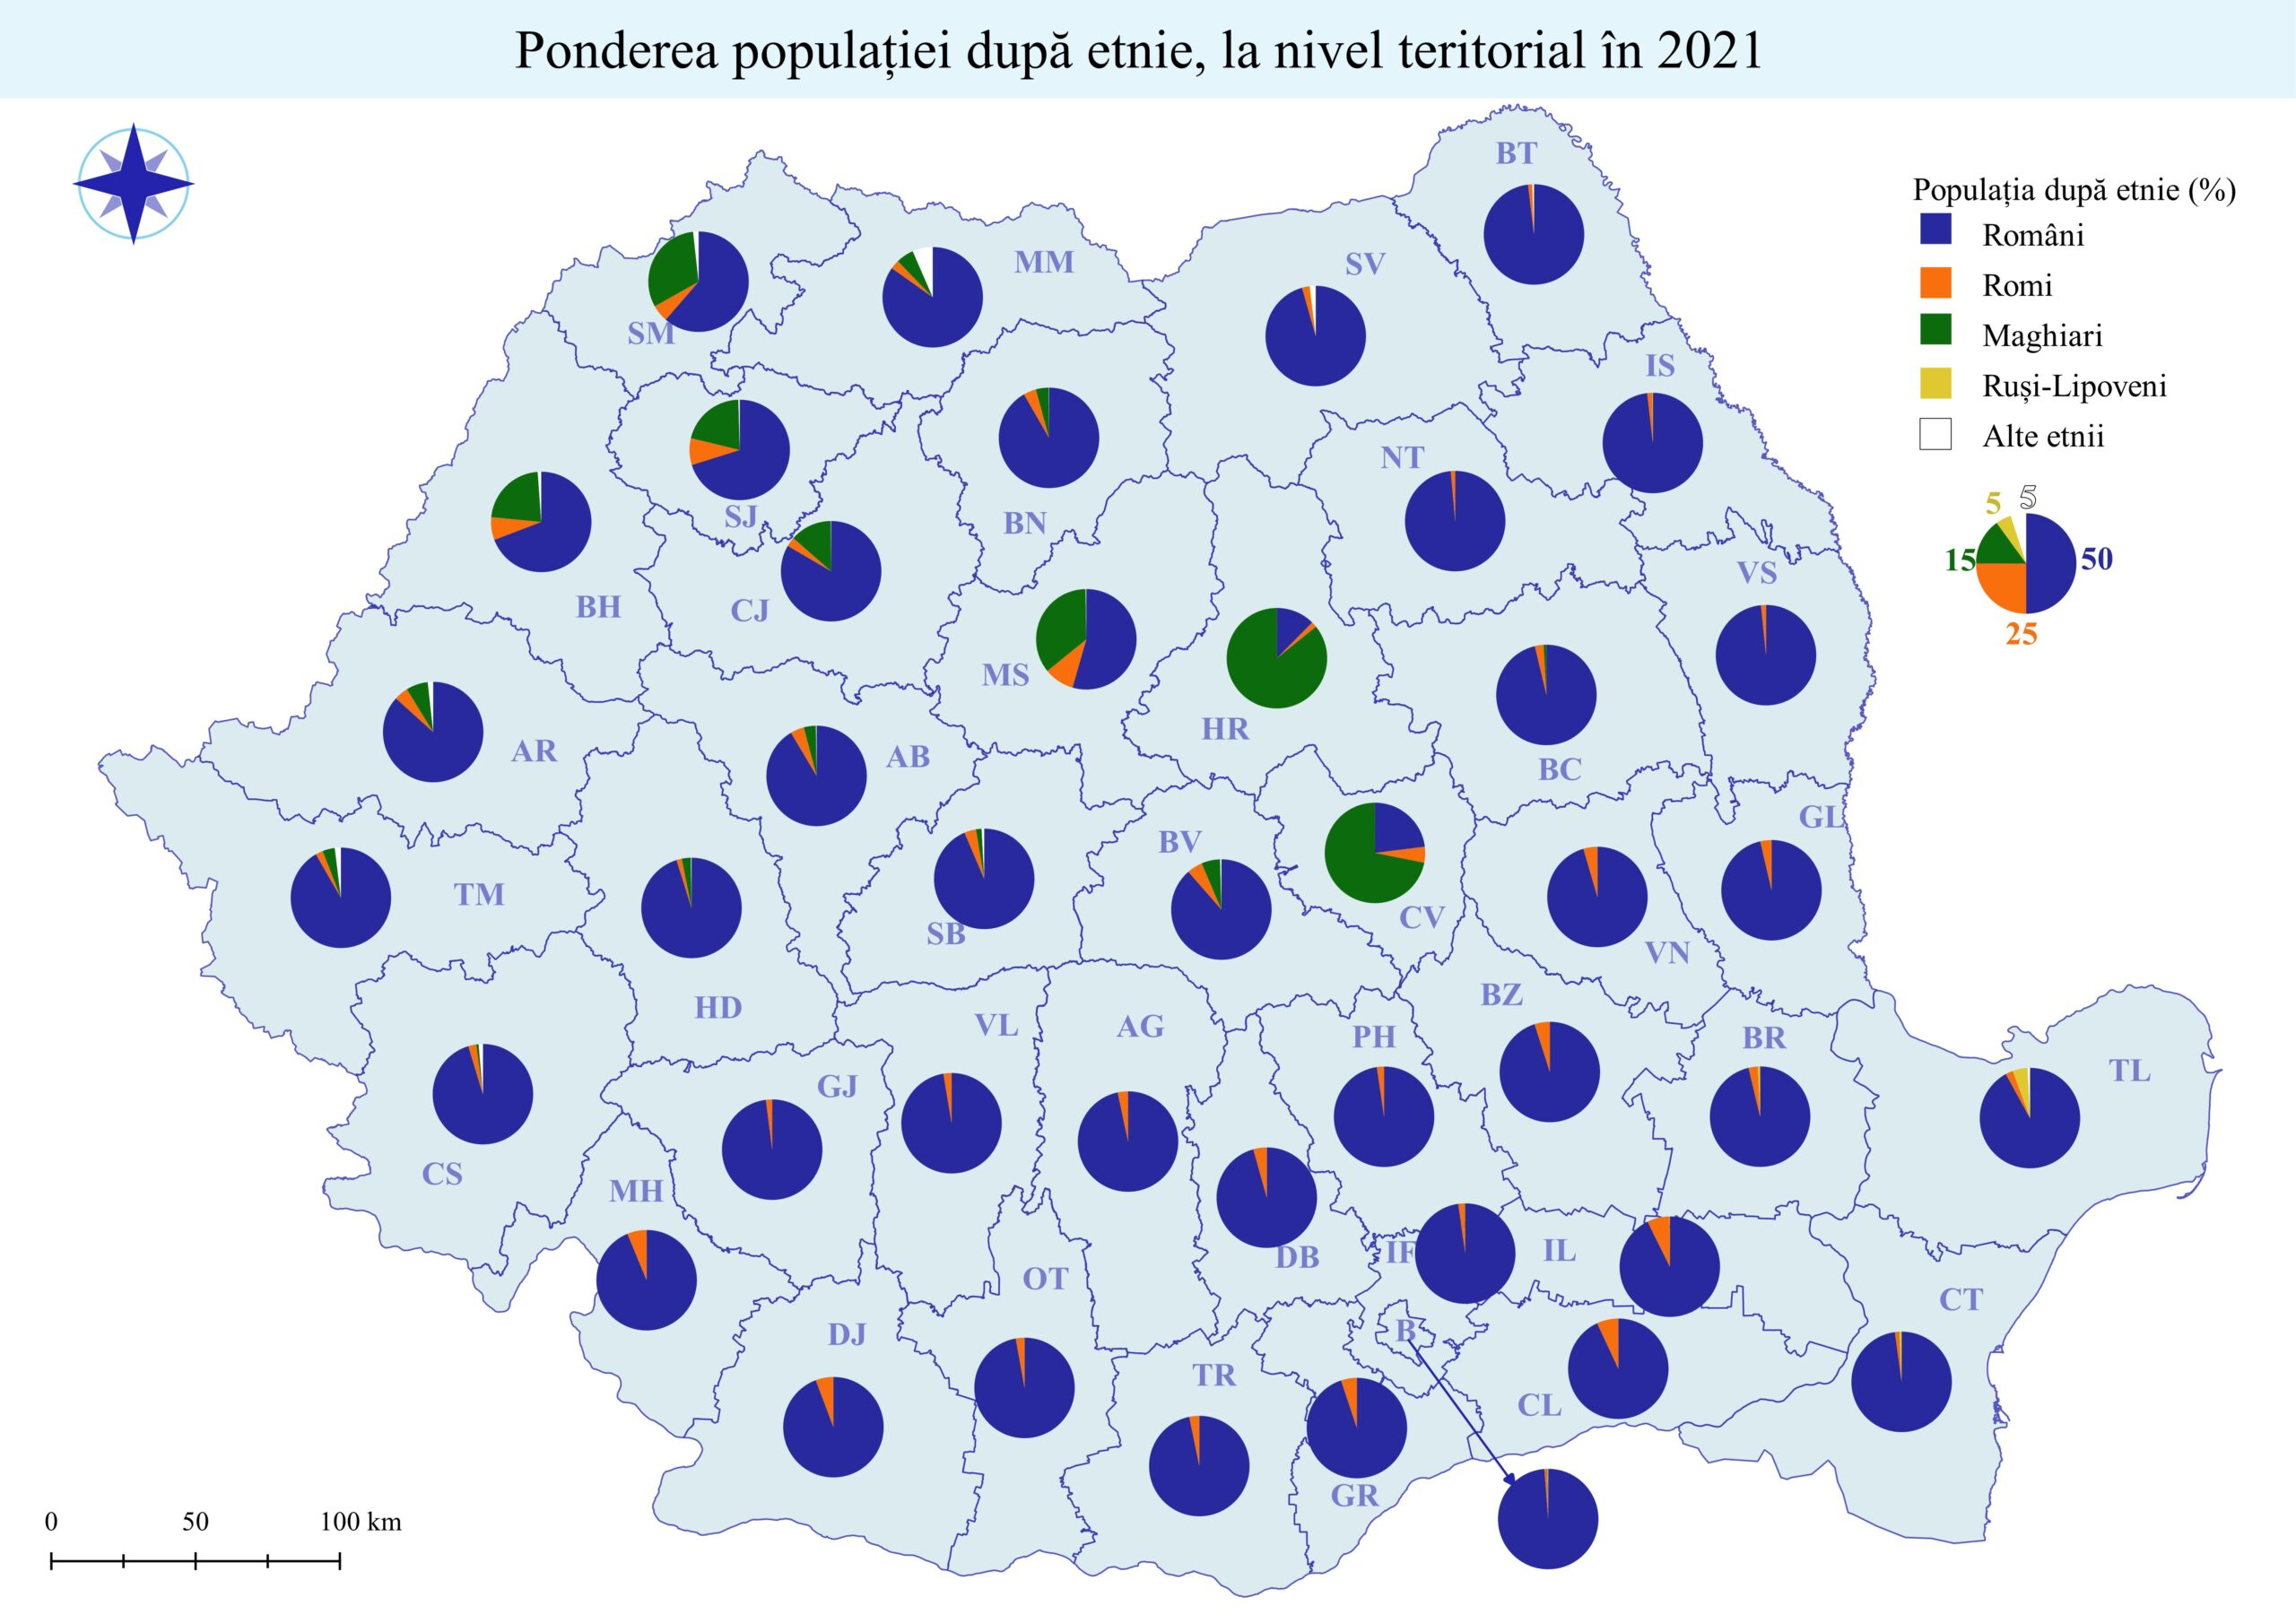 Ponderea populației după etnie, la nivel teritorial în 2021
BT
Populația după etnie (%)
Români
Romi
Maghiari
Ruși-Lipoveni
Alte etnii
5
5
15
50
25
MM
SV
SM
IS
NT
SJ
BN
VS
BH
CJ
MS
HR
AR
AB
BC
GL
BV
TM
CV
SB
VN
BZ
HD
VL
AG
PH
BR
TL
GJ
CS
MH
DB
IF
IL
OT
CT
DJ
B
TR
CL
GR
0
50
100 km